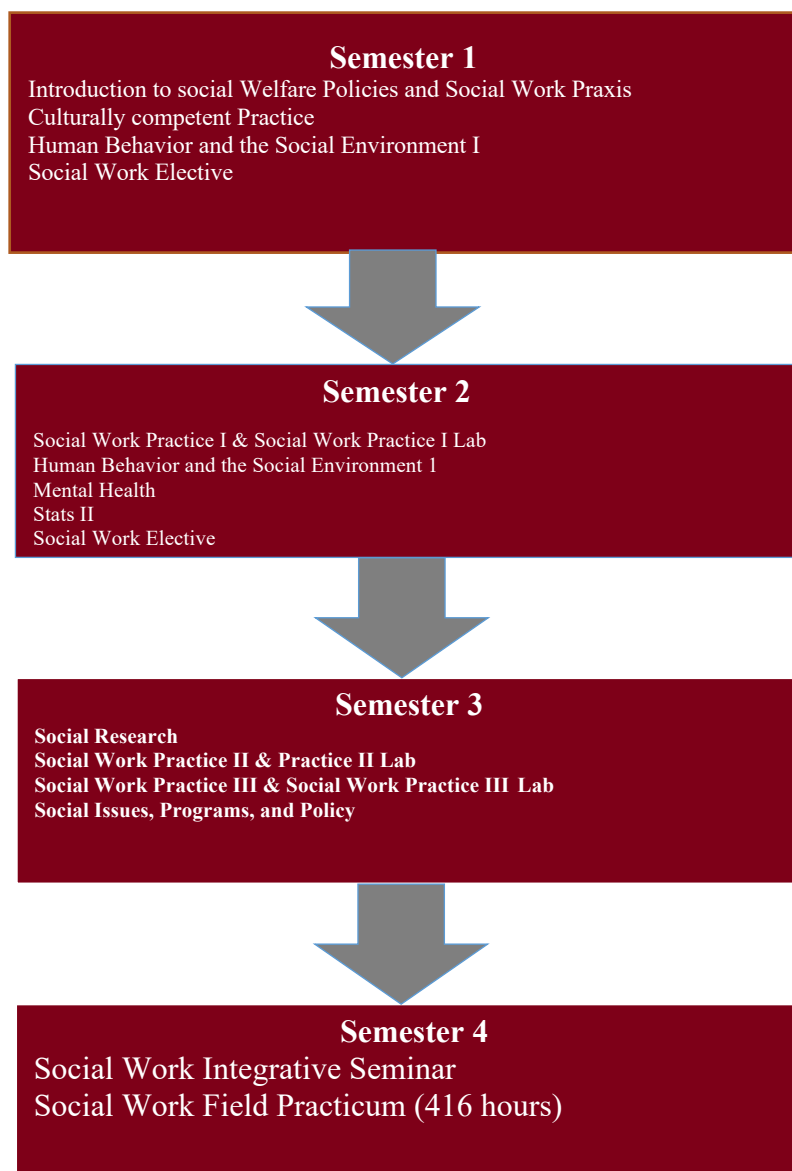 Semester 1
Introduction to social Welfare Policies and Social Work Praxis
Culturally competent Practice
Human Behavior and the Social Environment I
Social Work Elective
Semester 2
Social Work Practice I & Social Work Practice I Lab
Human Behavior and the Social Environment 1
Mental Health
Stats II
Social Work Elective
Semester 3
Social Research
Social Work Practice II & Practice II Lab
Social Work Practice III & Social Work Practice III Lab
Social Issues, Programs, and Policy
Semester 4
Social Work Integrative Seminar
Social Work Field Practicum (416 hours)